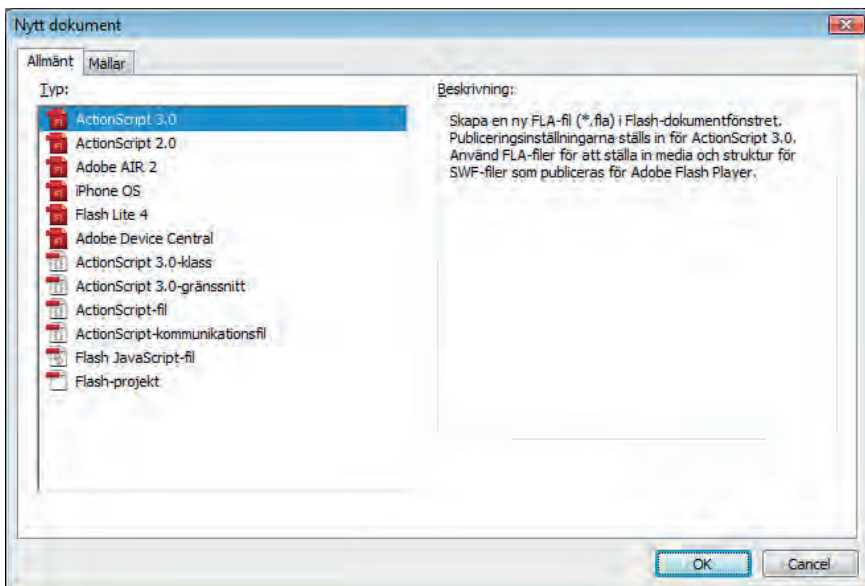 Nytt dokument
Allmänt Mallar
Typ:
ActionScript 3.0
ActionScript 2.0
Adobe AIR 2
iPhone OS
Flash Lite 4
Adobe Device Central
ActionScript 3.0-klass
ActionScript 3.0-gränssnitt
ActionScript-fil
ActionScript-kommunikationsfil
Flash JavaScript-fil
Flash-projekt
Beskrivning:
Skapa en ny FLA-fil (*.fla) i Flash-dokumentfönstret.
Publiceringsinställningarna ställs in för ActionScript 3.0.
Använd FLA-filer för att ställa in media och struktur för
SWF-filer som publiceras för Adobe Flash Player.
OK Cancel